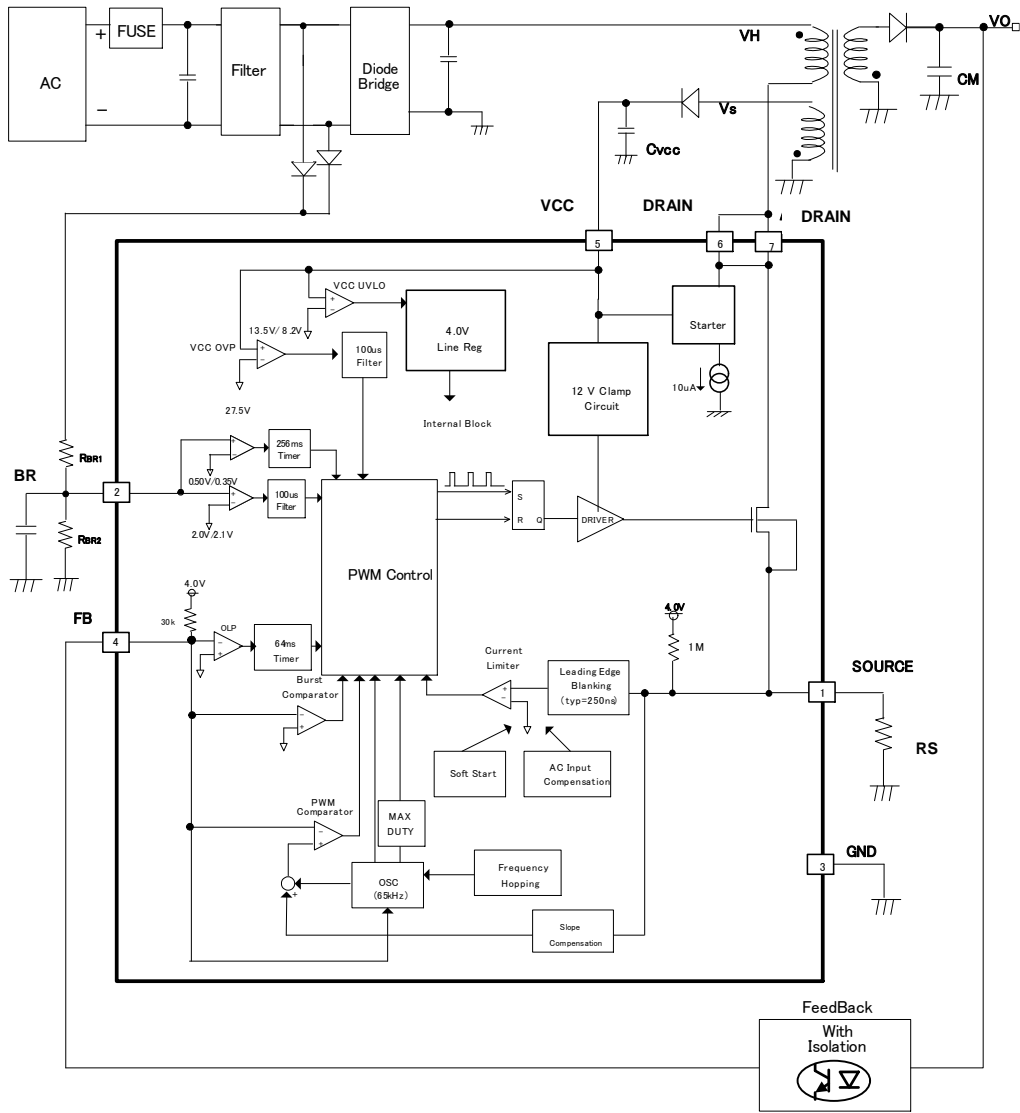 VO
+
FUSE
VH
AC
Filter
Diode
Bridge
CM
−
Vs
Cvcc
VCC
DRAIN
DRAIN
5
6
7
VCC UVLO
+
−
13.5V/ 8.2V
4.0V
Line Reg
Starter
VCC OVP
+
−
100us
Filter
12 V Clamp
Circuit
10uA
27.5V
Internal Block
RBR1
+
−
256ms
Timer
BR
2
0.50V/0.35V
+
−
100us
Filter
S
R
Q
DRIVER
2.0V/2.1V
RBR2
PWM Control
4.0V
30k
FB
4
OLP
−
+
64ms
Timer
4.0V
1M
Current
Limiter
Leading Edge
Blanking
(typ=250ns)
SOURCE
1
Burst
Comparator
−
+
+
−
RS
Soft Start
AC Input
Compensation
PWM
Comparator
−
+
MAX
DUTY
GND
3
Frequency
Hopping
OSC
(65kHz)
+
Slope
Compensation
FeedBack
With
Isolation